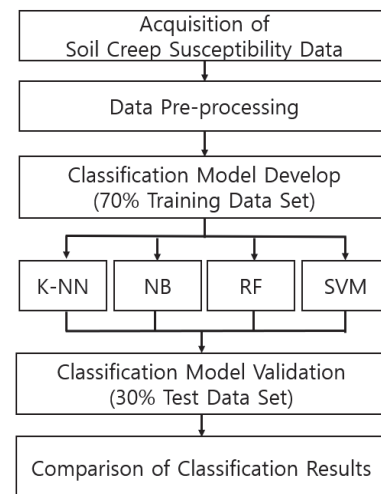 Acquisition of
Soil Creep Susceptibility Data
Data Pre-processing
Classification Model Develop
(70% Training Data Set)
K-NN
NB
RF
SVM
Classification Model Validation
(30% Test Data Set)
Comparison of Classification Results